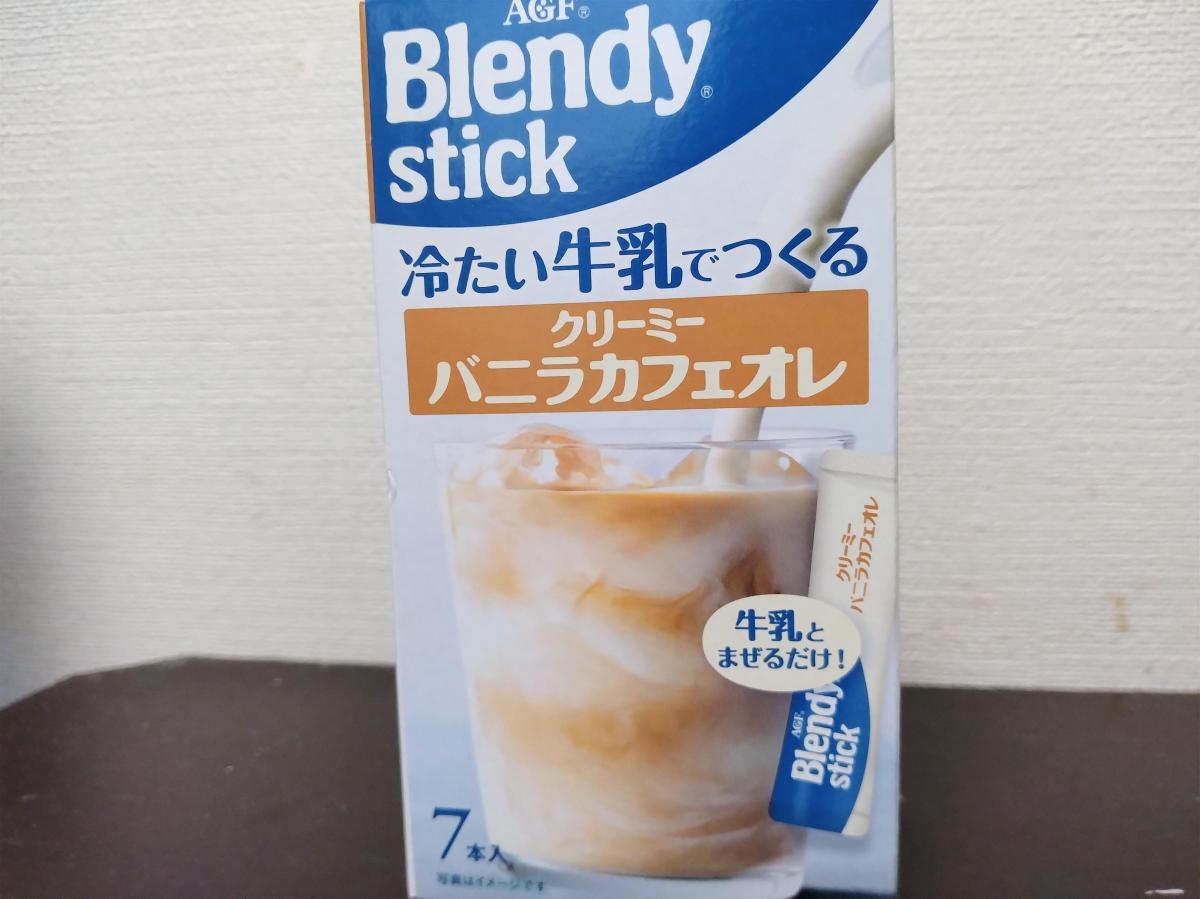 AGF®
Blendy®
stick
冷たい牛乳でつくる
クリーミー
バニラカフェオレ
クリーミー
バニラカフェオレ
牛乳と
まぜるだけ！
AGF®
Blendy
stick
7本入
写真はイメージです